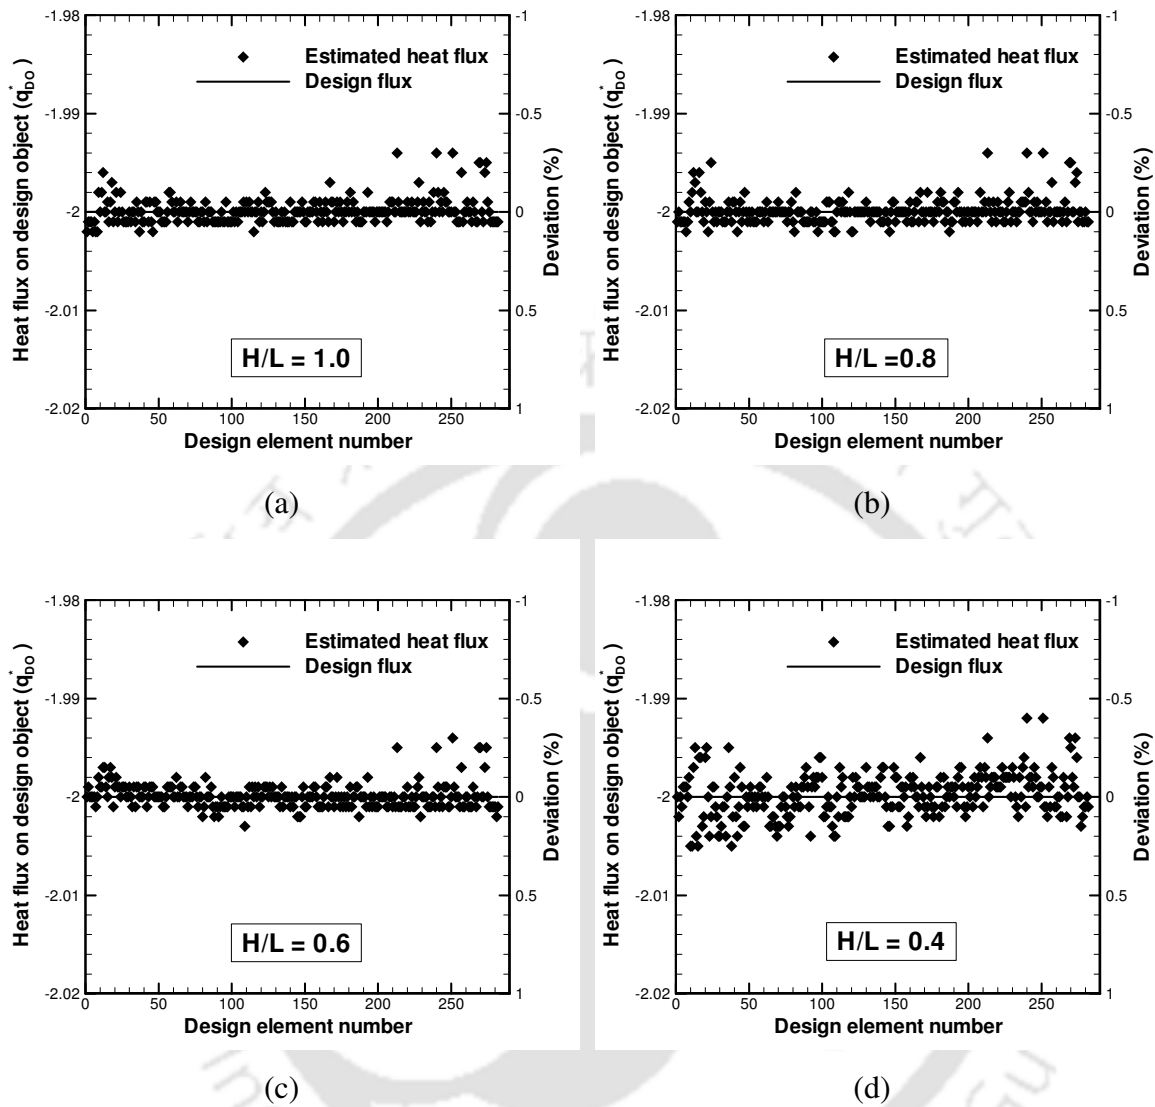 -1.98
-1
Estimated heat flux
Design flux
-1.99
-0.5
Heat flux on design object (q*DO)
-2
0
Deviation (%)
-2.01
0.5
H/L = 1.0
-2.02
1
0 50 100 150 200 250
Design element number
(a)
-1.98
-1
Estimated heat flux
Design flux
-1.99
-0.5
Heat flux on design object (q*DO)
-2
0
Deviation (%)
-2.01
0.5
H/L =0.8
-2.02
1
0 50 100 150 200 250
Design element number
(b)
-1.98
-1
Estimated heat flux
Design flux
-1.99
-0.5
Heat flux on design object (q*DO)
-2
0
Deviation (%)
-2.01
0.5
H/L = 0.6
-2.02
1
0 50 100 150 200 250
Design element number
(c)
-1.98
-1
Estimated heat flux
Design flux
-1.99
-0.5
Heat flux on design object (q*DO)
-2
0
Deviation (%)
-2.01
0.5
H/L = 0.4
-2.02
1
0 50 100 150 200 250
Design element number
(d)